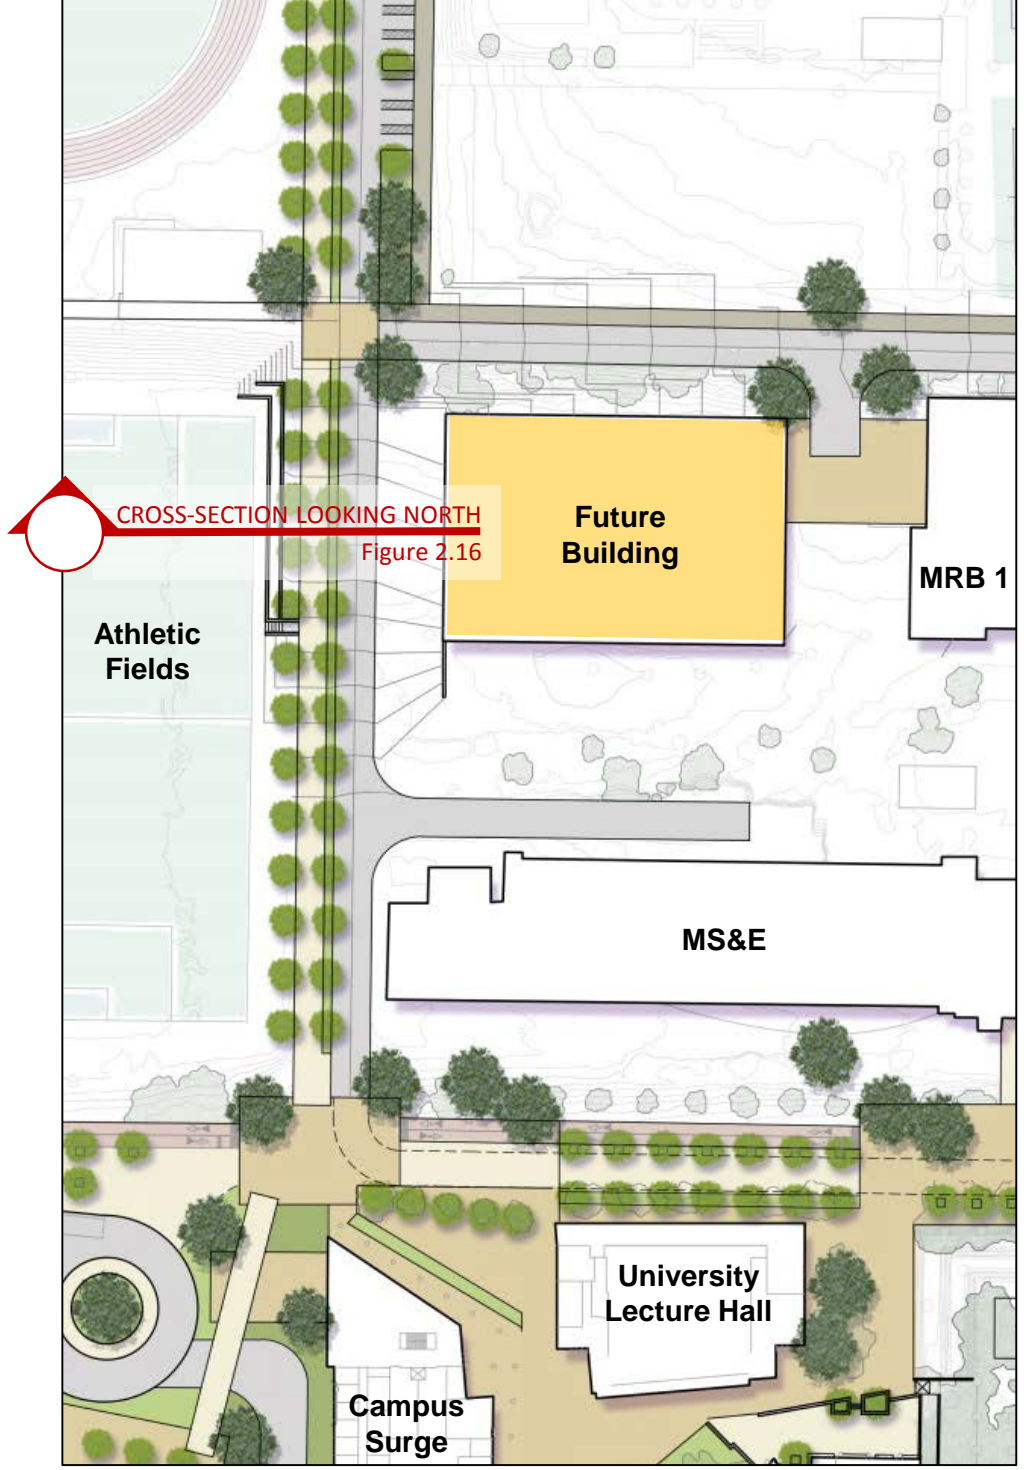 CROSS-SECTION LOOKING NORTH
Figure 2.16
Future
Building
MRB 1
Athletic
Fields
MS&E
University
Lecture Hall
Campus
Surge